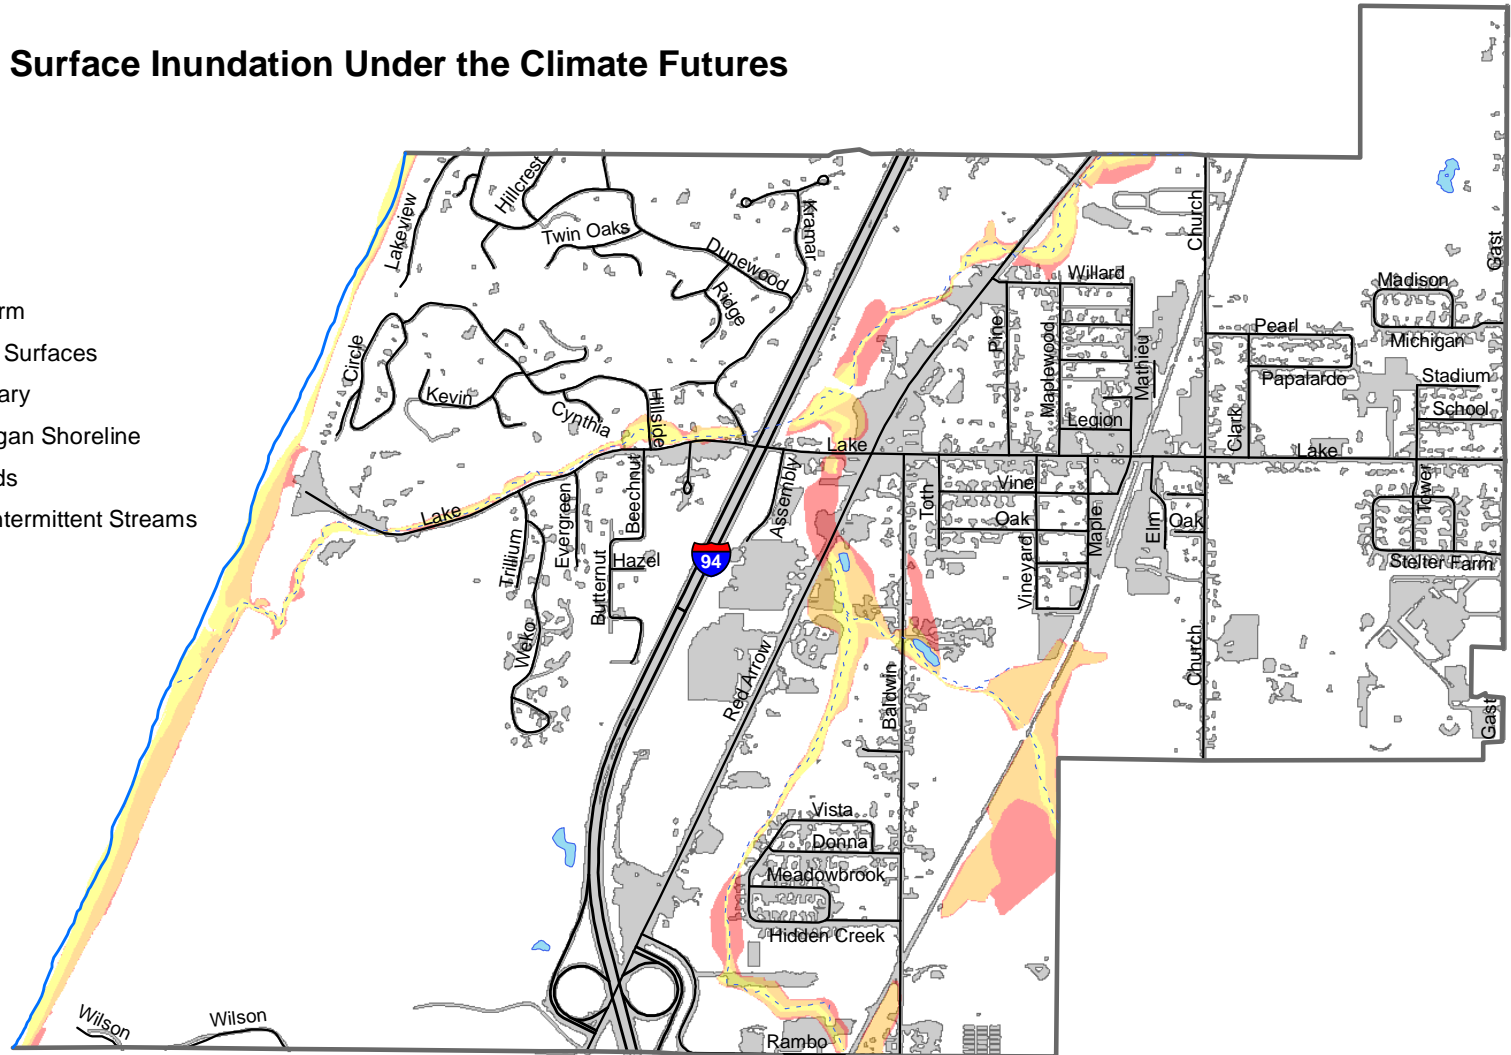 Surface Inundation Under the Climate Futures
rm
Surfaces
ary
gan Shoreline
ds
ntermittent Streams
Lakeview
Hillcrest
Twin Oaks
Dunewood
Kramar
Ridge
Circle
Kevin
Cynthia
Hillside
Lake
Lake
Lake
Trillium
Evergreen
Beechnut
Butternut
Hazel
Weko
94
Assembly
Red Arrow
Willard
Pine
Maplewood
Mathieu
Legion
Church
Clark
Pearl
Papalardo
Madison
Michigan
Stadium
School
Gast
Toth
Vine
Oak
Vineyard
Maple
Elm
Oak
Tower
Stelter Farm
Church
Gast
Baldwin
Vista
Donna
Meadowbrook
Hidden Creek
Rambo
Wilson
Wilson